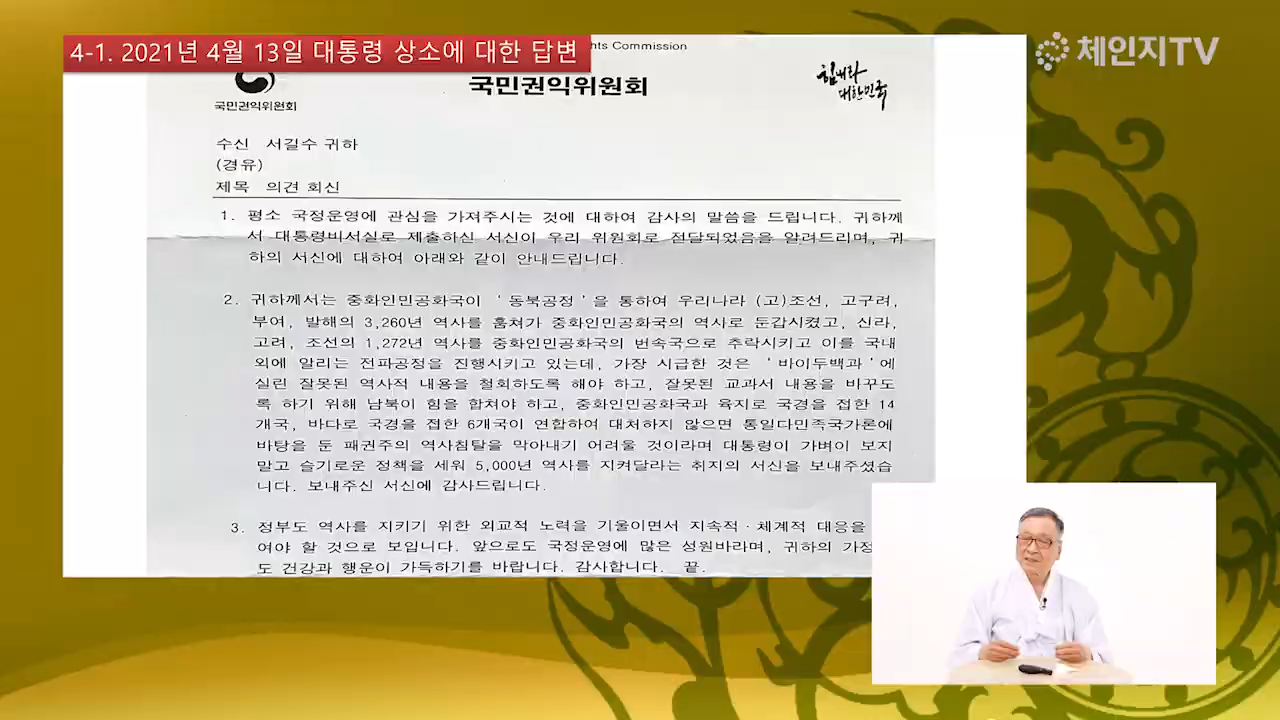 4-1. 2021년 4월 13일 대통령 상소에 대한 답변
hts Commission
체인지TV
국민권익위원회
힘내라
대한민국
국민권익위원회
수신 서길수 귀하
(경유)
제목 의견 회신
1. 평소 국정운영에 관심을 가져주시는 것에 대하여 감사의 말씀을 드립니다. 귀하께
서 대통령비서실로 제출하신 서신이 우리 위원회로 전달되었음을 알려드리며, 귀
하의 서신에 대하여 아래와 같이 안내드립니다.
2. 귀하께서는 중화인민공화국이 '동북공정'을 통하여 우리나라 (고)조선, 고구려,
부여, 발해의 3,260년 역사를 훔쳐가 중화인민공화국의 역사로 둔갑시켰고, 신라,
고려, 조선의 1,272년 역사를 중화인민공화국의 번속국으로 추락시키고 이를 국내
외에 알리는 전파공정을 진행시키고 있는데, 가장 시급한 것은 '바이두백과'에
실린 잘못된 역사적 내용을 철회하도록 해야 하고, 잘못된 교과서 내용을 바꾸도
록 하기 위해 남북이 힘을 합쳐야 하고, 중화인민공화국과 육지로 국경을 접한 14
개국, 바다로 국경을 접한 6개국이 연합하여 대처하지 않으면 통일다민족국가론에
바탕을 둔 패권주의 역사침탈을 막아내기 어려울 것이라며 대통령이 가벼이 보지
말고 슬기로운 정책을 세워 5,000년 역사를 지켜달라는 취지의 서신을 보내주셨습
니다. 보내주신 서신에 감사드립니다.
3. 정부도 역사를 지키기 위한 외교적 노력을 기울이면서 지속적·체계적 대응을
여야 할 것으로 보입니다. 앞으로도 국정운영에 많은 성원바라며, 귀하의 가정
도 건강과 행운이 가득하기를 바랍니다. 감사합니다. 끝.